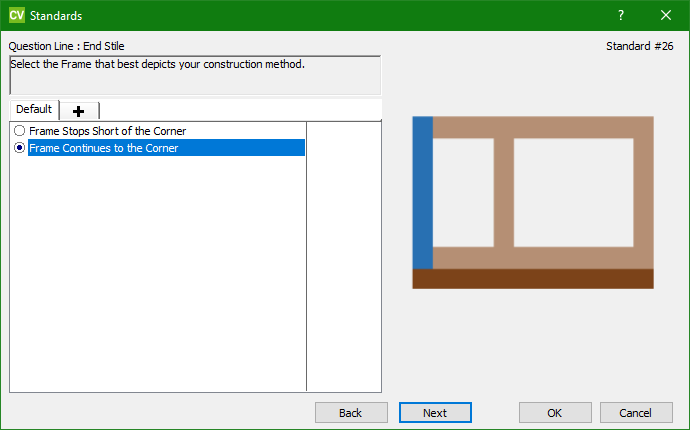 CV Standards ?
Question Line : End Stile Standard #26
Select the Frame that best depicts your construction method.
Default
Frame Stops Short of the Corner
Frame Continues to the Corner
Back Next OK Cancel